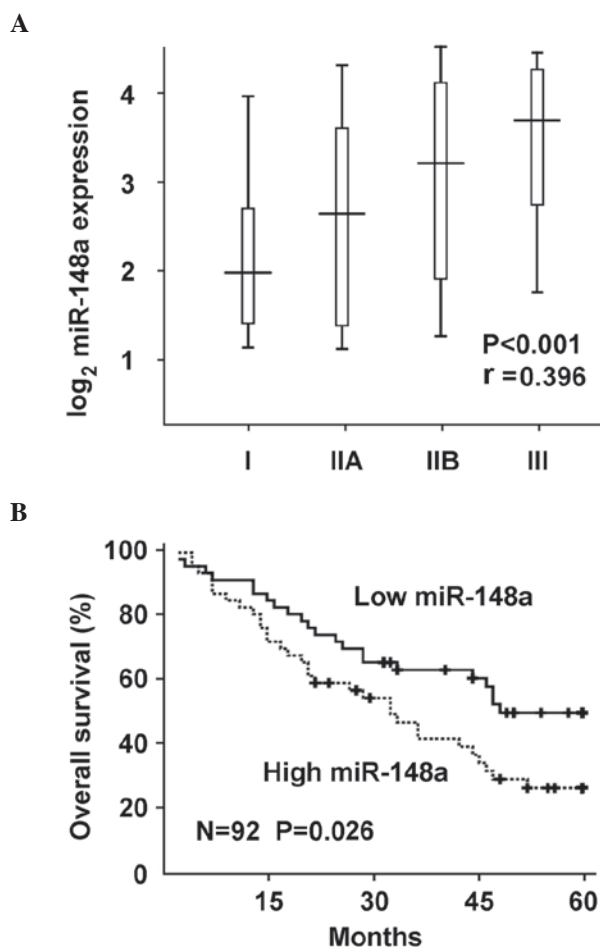 A
log2 miR-148a expression
4
3
2
1
P<0.001
r =0.396
I IIA IIB III
B
Overall survival (%)
100
80
60
40
20
0
Low miR-148a
High miR-148a
N=92 P=0.026
15 30 45 60
Months